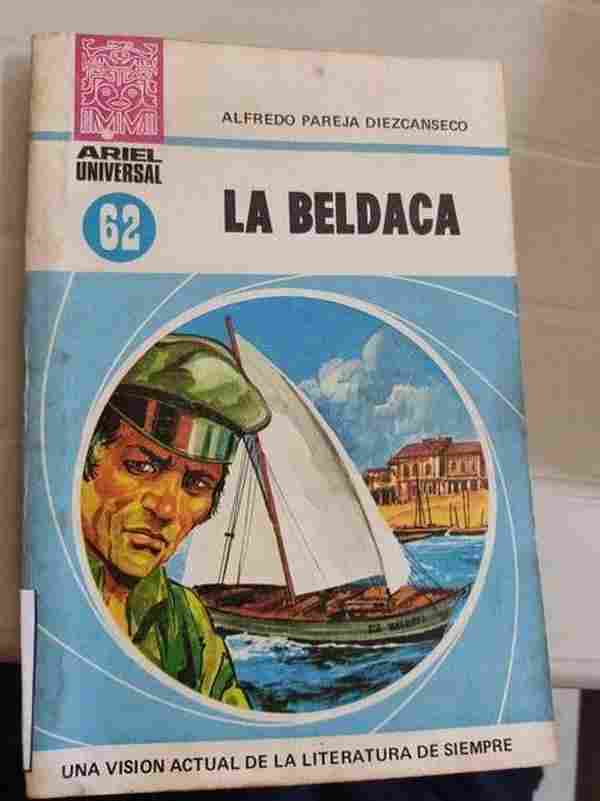 ALFREDO PAREJA DIEZCANSECO
ARIEL
UNIVERSAL
62
LA BELDACA
UNA VISION ACTUAL DE LA LITERATURA DE SIEMPRE